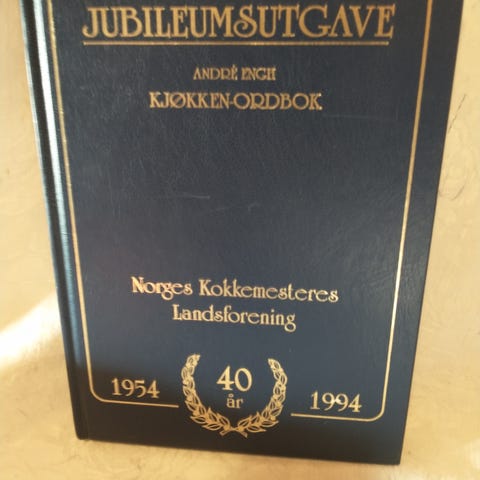 JUBILEUMSUTGAVE
ANDRÉ ENGH
KJØKKEN-ORDBOK
Norges Kokkemesteres
Landsforening
1954
40
år
1994